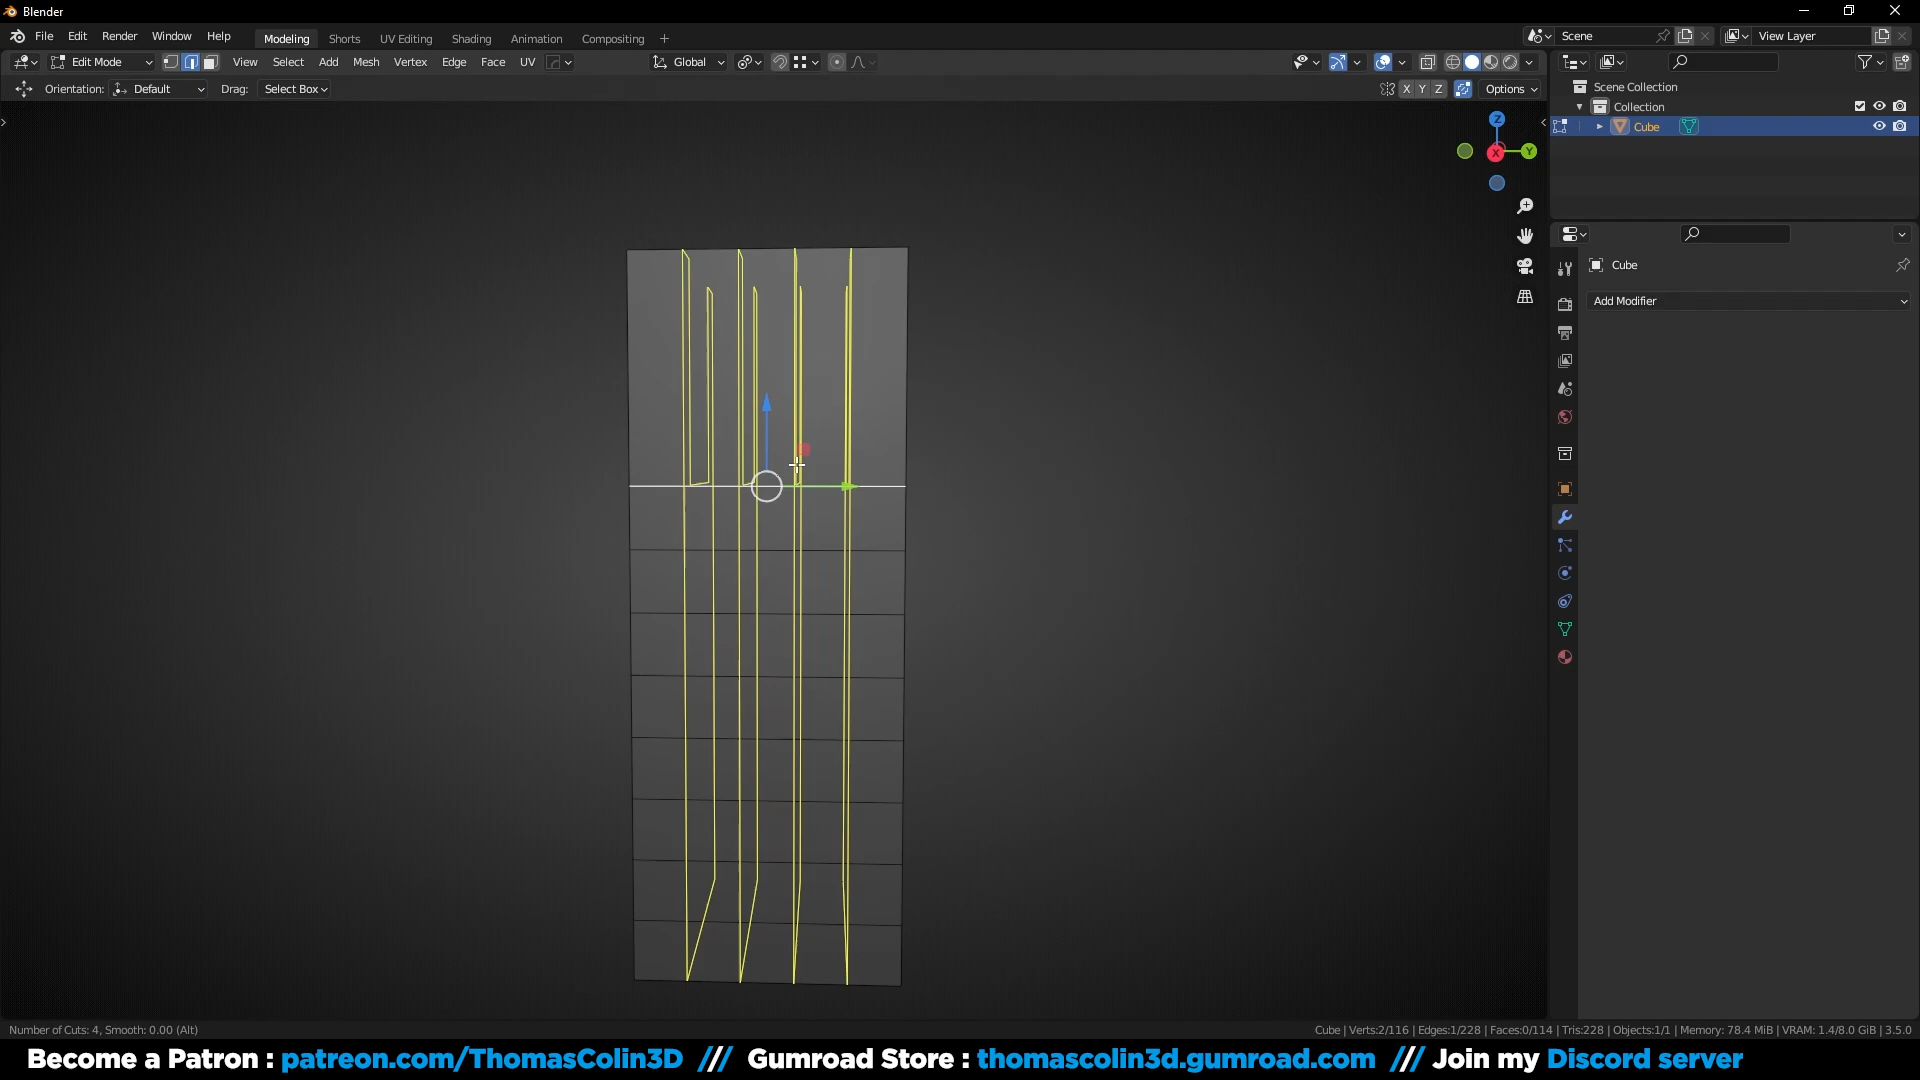 Blender
File Edit Render Window Help Modeling Shorts UV Editing Shading Animation Compositing + Scene View Layer
Edit Mode View Select Add Mesh Vertex Edge Face UV Global
Orientation: Default Drag: Select Box X Y Z Options
Scene Collection
Collection
Cube
Z
X Y
Cube
Add Modifier
Number of Cuts: 4, Smooth: 0.00 (Alt)
Cube | Verts:2/116 | Edges:1/228 | Faces:0/114 | Tris:228 | Objects:1/1 | Memory: 78.4 MiB | VRAM: 1.4/8.0 GiB | 3.5.0
Become a Patron : patreon.com/ThomasColin3D /// Gumroad Store : thomascolin3d.gumroad.com /// Join my Discord server